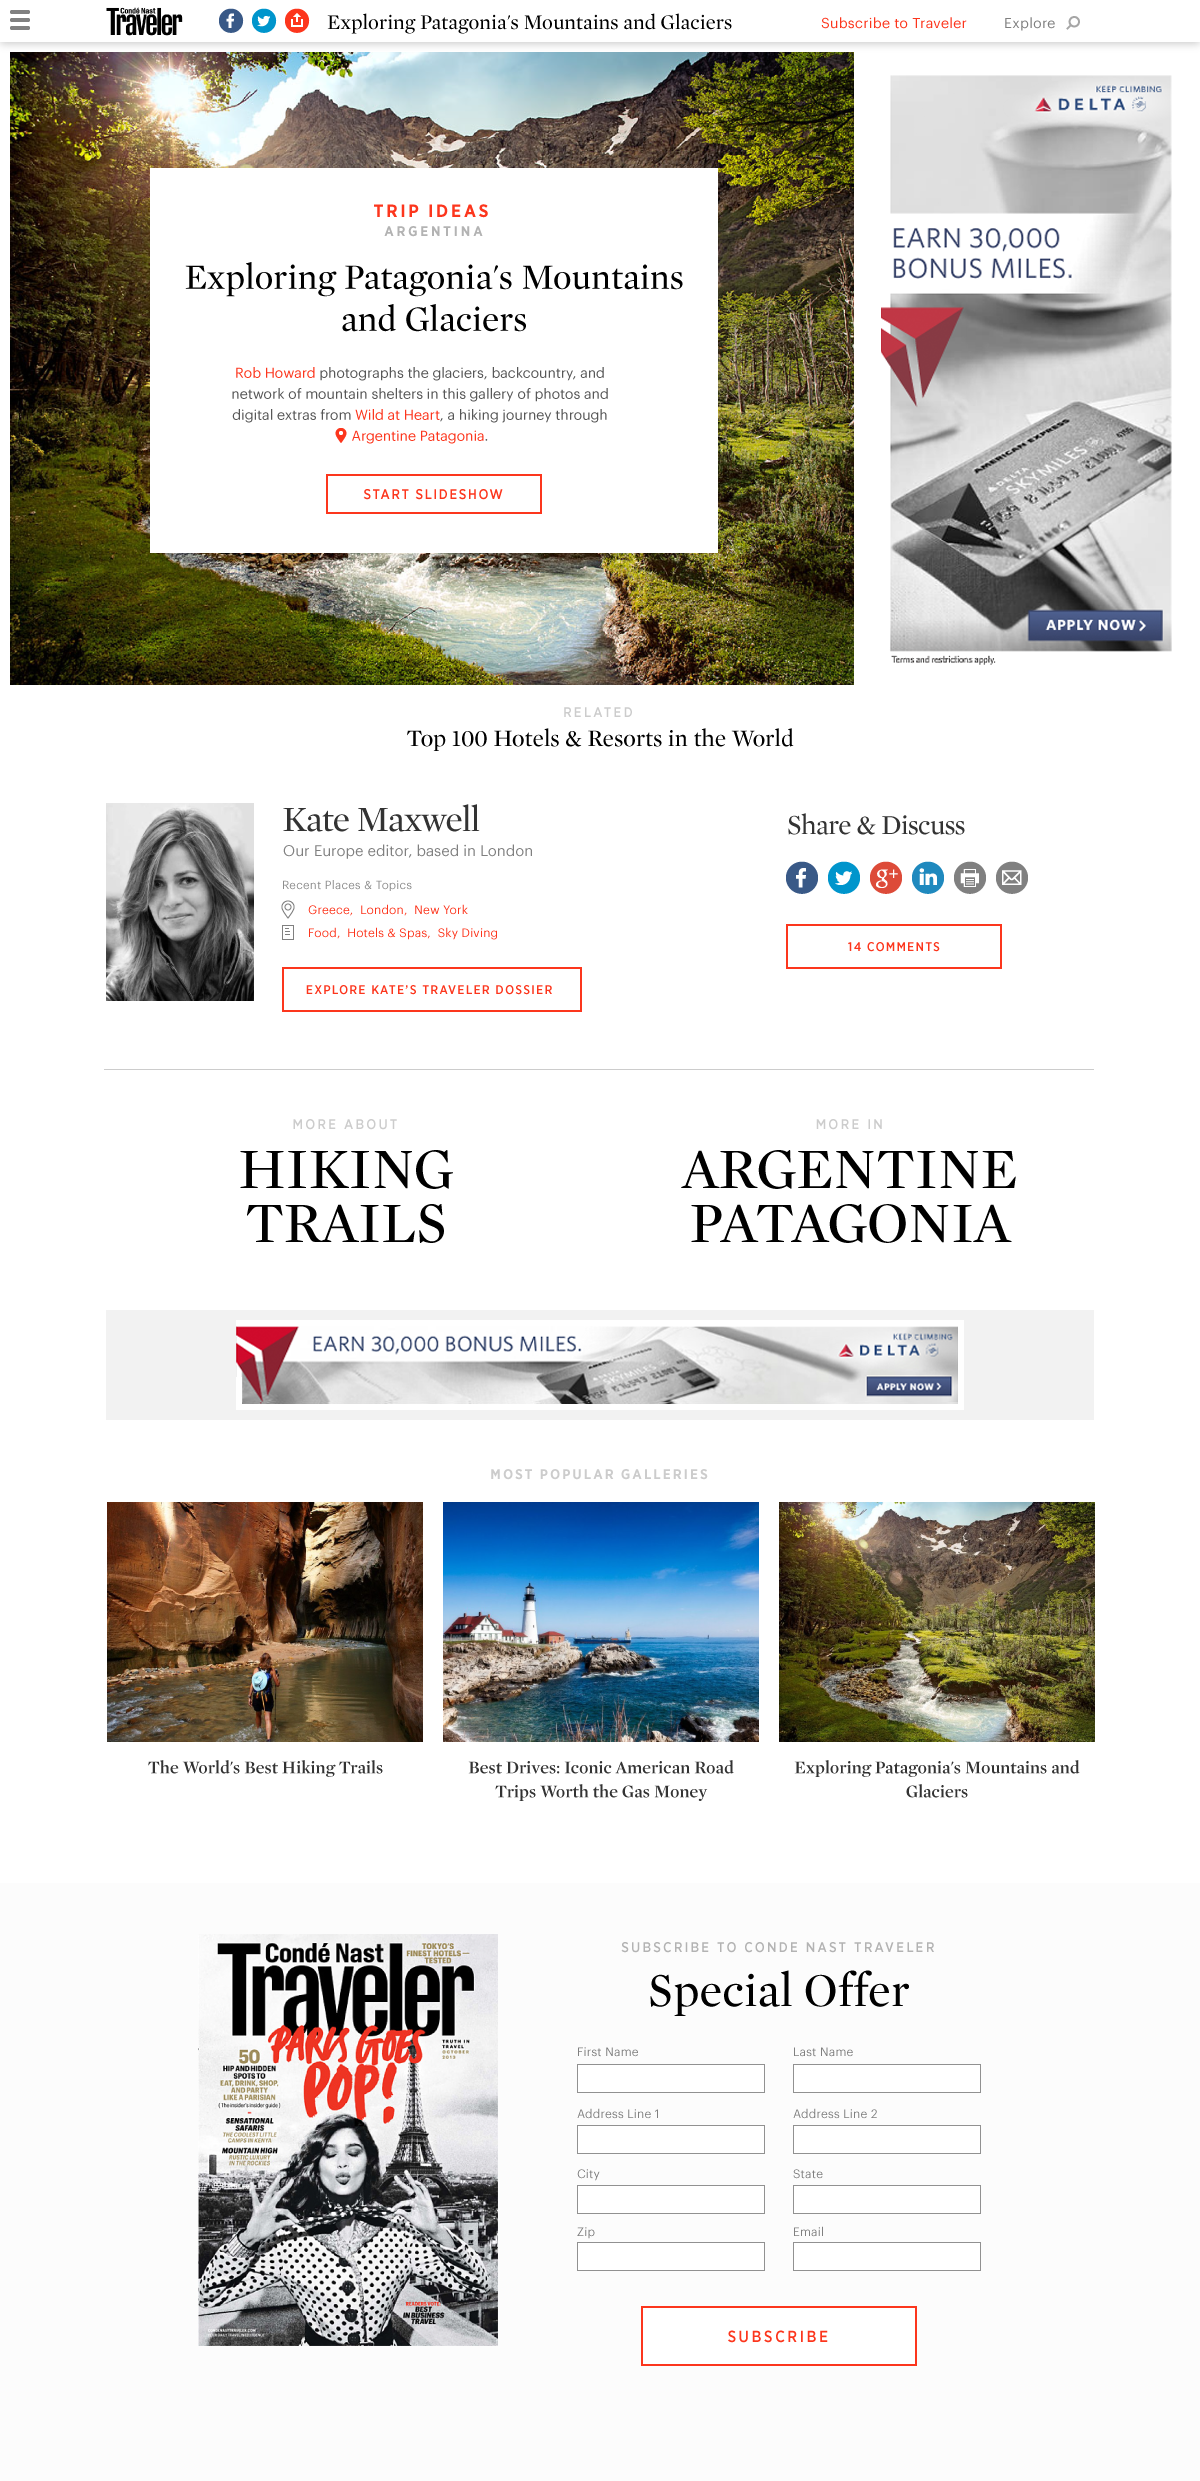 Condé Nast
Traveler
Exploring Patagonia's Mountains and Glaciers
Subscribe to Traveler
Explore
TRIP IDEAS
ARGENTINA
Exploring Patagonia's Mountains
and Glaciers
Rob Howard photographs the glaciers, backcountry, and
network of mountain shelters in this gallery of photos and
digital extras from Wild at Heart, a hiking journey through
Argentine Patagonia.
START SLIDESHOW
KEEP CLIMBING
DELTA
EARN 30,000
BONUS MILES.
AMERICAN EXPRESS
DELTA
SKYMILES
APPLY NOW >
Terms and restrictions apply.
RELATED
Top 100 Hotels & Resorts in the World
Kate Maxwell
Our Europe editor, based in London
Recent Places & Topics
Greece, London, New York
Food, Hotels & Spas, Sky Diving
EXPLORE KATE'S TRAVELER DOSSIER
Share & Discuss
14 COMMENTS
MORE ABOUT
HIKING
TRAILS
MORE IN
ARGENTINE
PATAGONIA
EARN 30,000 BONUS MILES.
KEEP CLIMBING
DELTA
APPLY NOW >
MOST POPULAR GALLERIES
The World's Best Hiking Trails
Best Drives: Iconic American Road
Trips Worth the Gas Money
Exploring Patagonia's Mountains and
Glaciers
Condé Nast
Traveler
TOKYO'S
FINEST HOTELS—
TESTED
PARIS GOES
POP!
TRUTH IN
TRAVEL
OCTOBER
2013
50
HIP AND HIDDEN
SPOTS TO
EAT, DRINK, SHOP,
AND PARTY
LIKE A PARISIAN
(The insider's insider guide)
SENSATIONAL
SAFARIS
THE COOLEST LITTLE
CAMPS IN KENYA
MOUNTAIN HIGH
RUSTIC LUXURY
IN THE ROCKIES
READERS VOTE!
BEST
IN BUSINESS
TRAVEL
SUBSCRIBE TO CONDE NAST TRAVELER
Special Offer
First Name
Last Name
Address Line 1
Address Line 2
City
State
Zip
Email
SUBSCRIBE